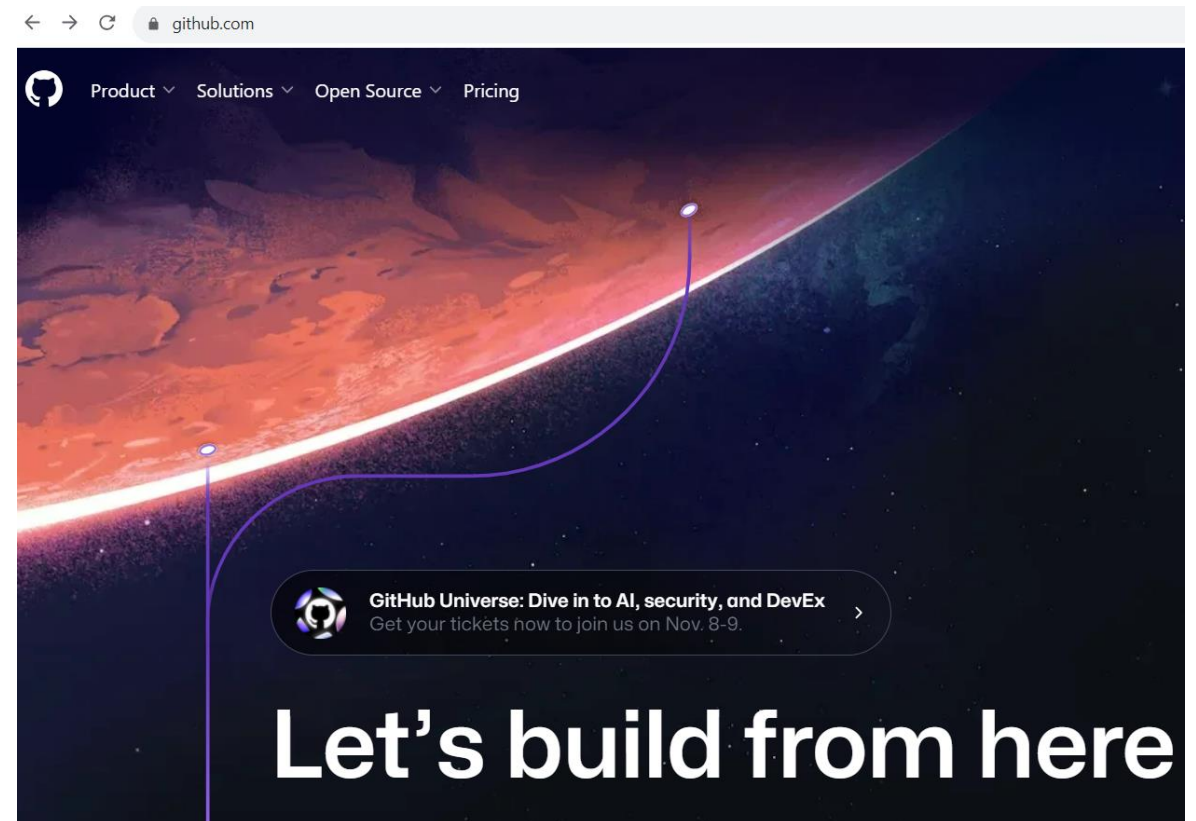 github.com
Product Solutions Open Source Pricing
GitHub Universe: Dive in to AI, security, and DevEx
Get your tickets now to join us on Nov. 8-9.
Let’s build from here